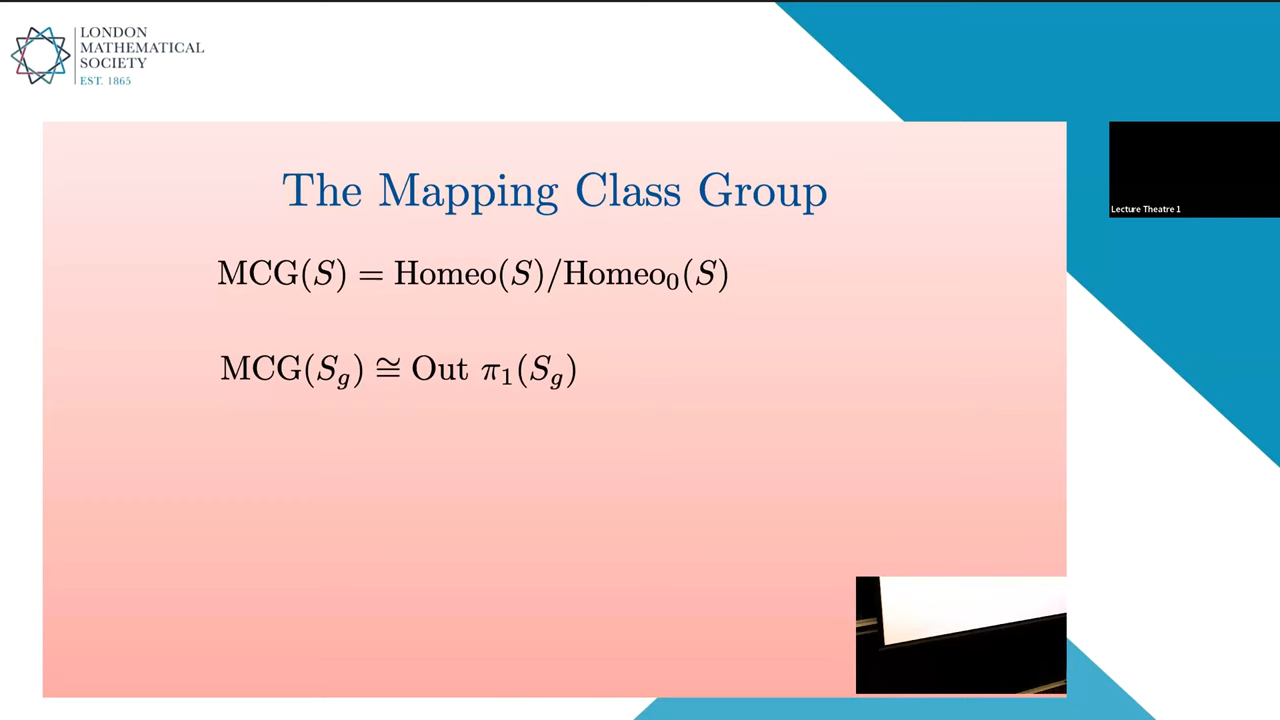 LONDON
MATHEMATICAL
SOCIETY
EST. 1865
The Mapping Class Group
MCG(S) = Homeo(S)/Homeo₀(S)
MCG(S_g) ≅ Out π₁(S_g)
Lecture Theatre 1